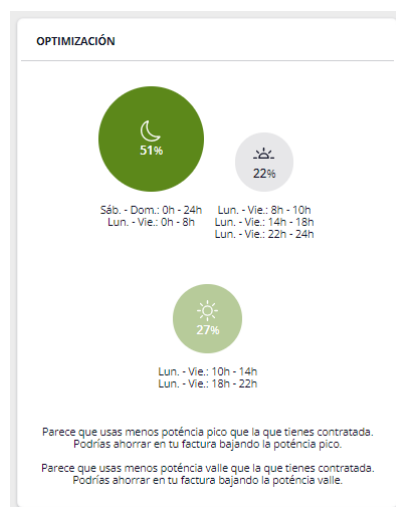 OPTIMIZACIÓN
51%
22%
Sáb. - Dom.: 0h - 24h
Lun. - Vie.: 0h - 8h
Lun. - Vie.: 8h - 10h
Lun. - Vie.: 14h - 18h
Lun. - Vie.: 22h - 24h
27%
Lun. - Vie.: 10h - 14h
Lun. - Vie.: 18h - 22h
Parece que usas menos poténcia pico que la que tienes contratada.
Podrías ahorrar en tu factura bajando la poténcia pico.
Parece que usas menos poténcia valle que la que tienes contratada.
Podrías ahorrar en tu factura bajando la poténcia valle.